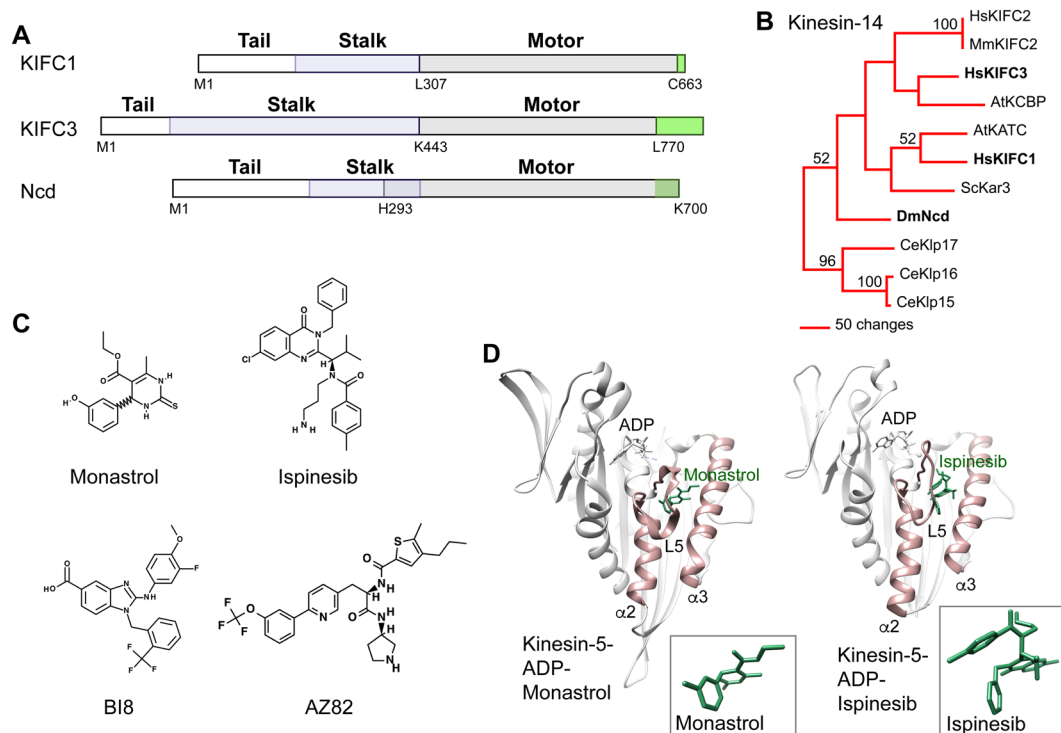 A
Tail Stalk Motor
KIFC1
M1 L307 C663
Tail Stalk Motor
KIFC3
M1 K443 L770
Tail Stalk Motor
Ncd
M1 H293 K700
B Kinesin-14
HsKIFC2
100
MmKIFC2
HsKIFC3
AtKCBP
AtKATC
52
HsKIFC1
52
ScKar3
DmNcd
CeKlp17
96
CeKlp16
100
CeKlp15
50 changes
C
O
O
N
H
HO
N
H
S
Monastrol
O
N
Cl
N
H
N
O
N
H
H
Ispinesib
O
F
O
HO
N
N
H
N
F
F
F
BI8
S
O
N
H
H
O
F
F
F
N
O
N
H
H
N
H
AZ82
D
ADP
Monastrol
L5
α3
α2
Kinesin-5-
ADP-
Monastrol
Monastrol
ADP
Ispinesib
L5
α3
α2
Kinesin-5-
ADP-
Ispinesib
Ispinesib